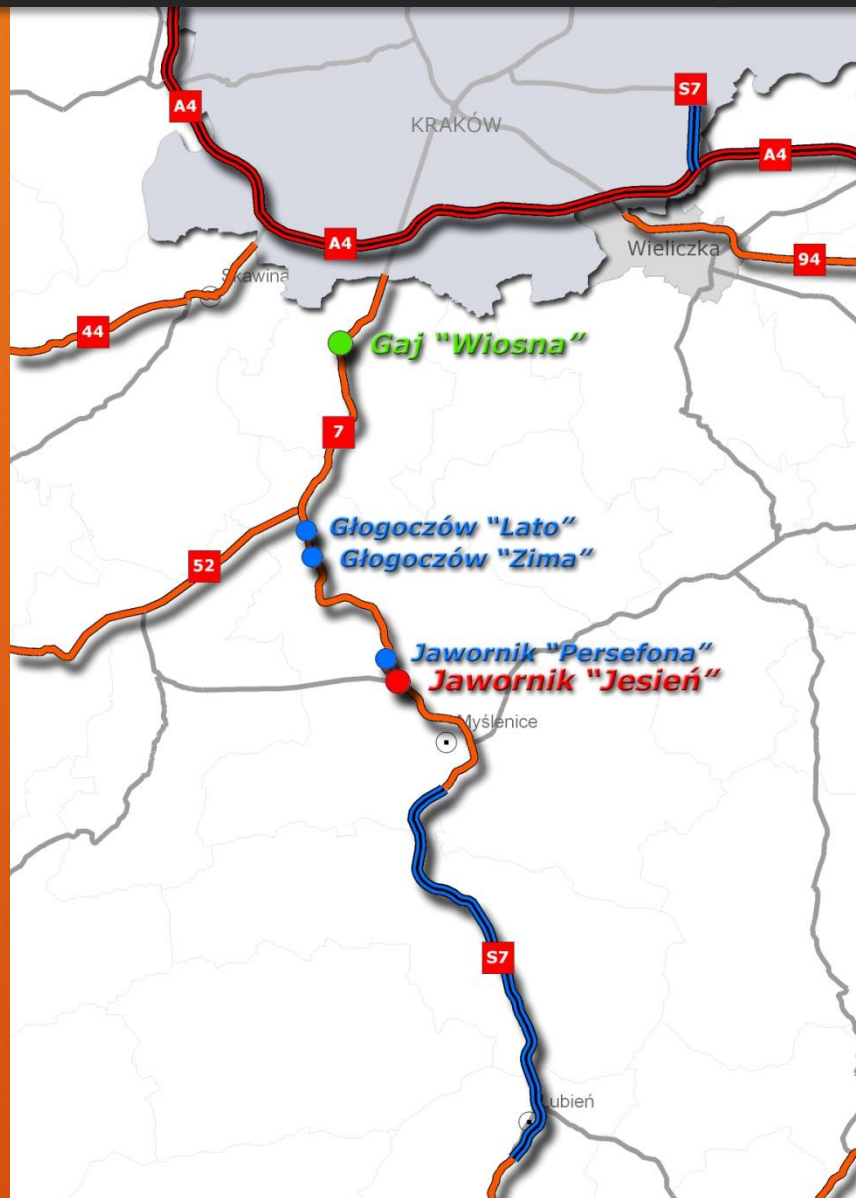 S7
A4
KRAKÓW
A4
A4
Wieliczka
94
Skawina
44
Gaj “Wiosna”
7
Głogoczów “Lato”
Głogoczów “Zima”
52
Jawornik “Persefona”
Jawornik “Jesień”
Myślenice
S7
Lubień